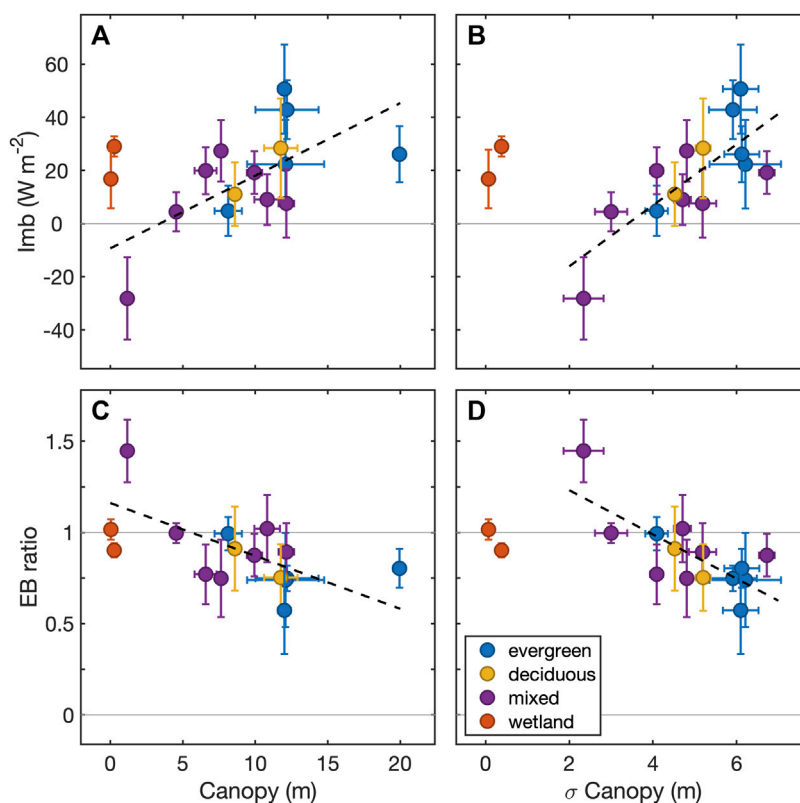 A
B
60
40
20
0
-20
-40
Imb (W m⁻²)
C
D
1.5
1
0.5
0
EB ratio
evergreen
deciduous
mixed
wetland
0 5 10 15 20
0 2 4 6
Canopy (m)
σ Canopy (m)